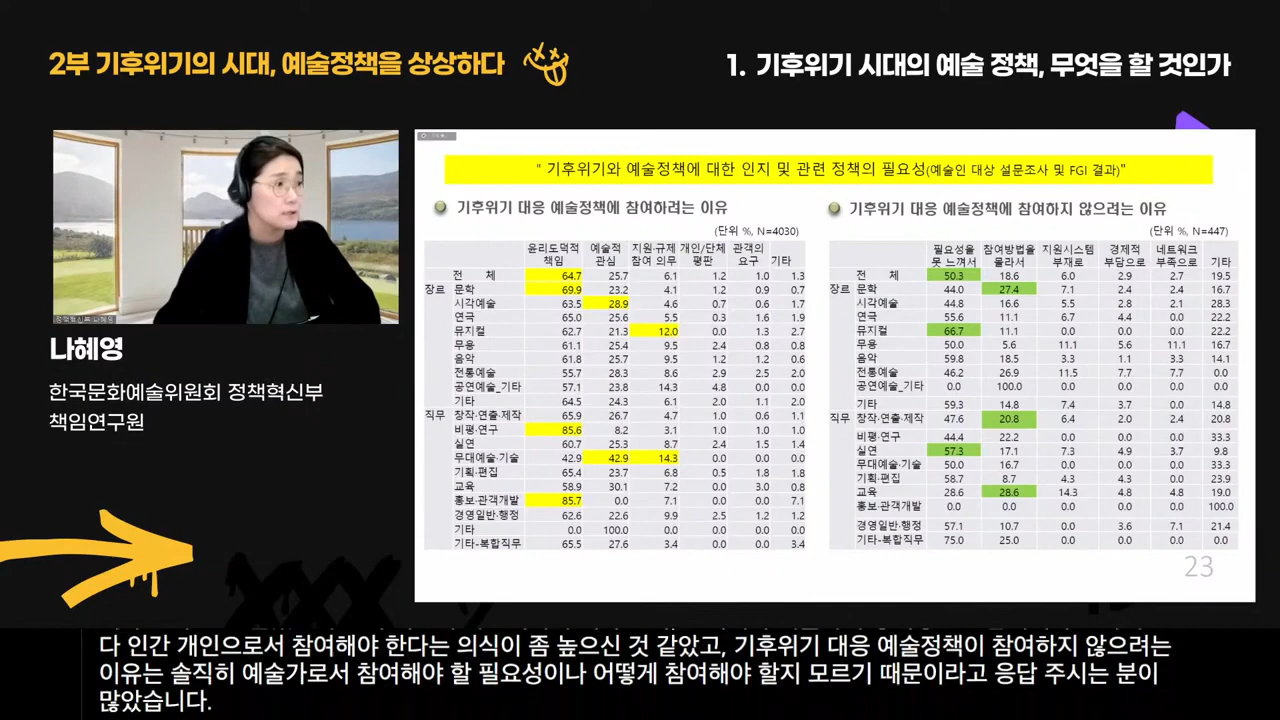 2부 기후위기의 시대, 예술정책을 상상하다
1. 기후위기 시대의 예술 정책, 무엇을 할 것인가
나혜영
한국문화예술위원회 정책혁신부
책임연구원
" 기후위기와 예술정책에 대한 인지 및 관련 정책의 필요성(예술인 대상 설문조사 및 FGI 결과)"
기후위기 대응 예술정책에 참여하려는 이유
(단위 %, N=4030)
윤리도덕적 책임 예술적 관심 지원·규제 참여 의무 개인/단체 평판 관객의 요구 기타
전 체 64.7 25.7 6.1 1.2 1.0 1.3
장르 문학 69.9 23.2 4.1 1.2 0.9 0.7
시각예술 63.5 28.9 4.6 0.7 0.6 1.7
연극 65.0 25.6 5.5 0.3 1.6 1.9
뮤지컬 62.7 21.3 12.0 0.0 1.3 2.7
무용 61.1 25.4 9.5 2.4 0.8 0.8
음악 61.8 25.7 9.5 1.2 1.2 0.6
전통예술 55.7 28.3 8.6 2.9 2.5 2.0
공연예술_기타 57.1 23.8 14.3 4.8 0.0 0.0
기타 64.5 24.3 6.1 2.0 1.1 2.0
직무 창작·연출·제작 65.9 26.7 4.7 1.0 0.6 1.1
비평·연구 85.6 8.2 3.1 1.0 1.0 1.0
실연 60.7 25.3 8.7 2.4 1.5 1.4
무대예술·기술 42.9 42.9 14.3 0.0 0.0 0.0
기획·편집 65.4 23.7 6.8 0.5 1.8 1.8
교육 58.9 30.1 7.2 0.0 3.0 0.8
홍보·관객개발 85.7 0.0 7.1 0.0 0.0 7.1
경영일반·행정 62.6 22.6 9.9 2.5 1.2 1.2
기타 0.0 100.0 0.0 0.0 0.0 0.0
기타-복합직무 65.5 27.6 3.4 0.0 0.0 3.4
기후위기 대응 예술정책에 참여하지 않으려는 이유
(단위 %, N=447)
필요성을 못 느껴서 참여방법을 몰라서 지원시스템 부재로 경제적 부담으로 네트워크 부족으로 기타
전 체 50.3 18.6 6.0 2.9 2.7 19.5
장르 문학 44.0 27.4 7.1 2.4 2.4 16.7
시각예술 44.8 16.6 5.5 2.8 2.1 28.3
연극 55.6 11.1 6.7 4.4 0.0 22.2
뮤지컬 66.7 11.1 0.0 0.0 0.0 22.2
무용 50.0 5.6 11.1 5.6 11.1 16.7
음악 59.8 18.5 3.3 1.1 3.3 14.1
전통예술 46.2 26.9 11.5 7.7 7.7 0.0
공연예술_기타 0.0 100.0 0.0 0.0 0.0 0.0
기타 59.3 14.8 7.4 3.7 0.0 14.8
직무 창작·연출·제작 47.6 20.8 6.4 2.0 2.4 20.8
비평·연구 44.4 22.2 0.0 0.0 0.0 33.3
실연 57.3 17.1 7.3 4.9 3.7 9.8
무대예술·기술 50.0 16.7 0.0 0.0 0.0 33.3
기획·편집 58.7 8.7 4.3 4.3 0.0 23.9
교육 28.6 28.6 14.3 4.8 4.8 19.0
홍보·관객개발 0.0 0.0 0.0 0.0 0.0 100.0
경영일반·행정 57.1 10.7 0.0 3.6 7.1 21.4
기타-복합직무 75.0 25.0 0.0 0.0 0.0 0.0
23
다 인간 개인으로서 참여해야 한다는 의식이 좀 높으신 것 같았고, 기후위기 대응 예술정책이 참여하지 않으려는
이유는 솔직히 예술가로서 참여해야 할 필요성이나 어떻게 참여해야 할지 모르기 때문이라고 응답 주시는 분이
많았습니다.